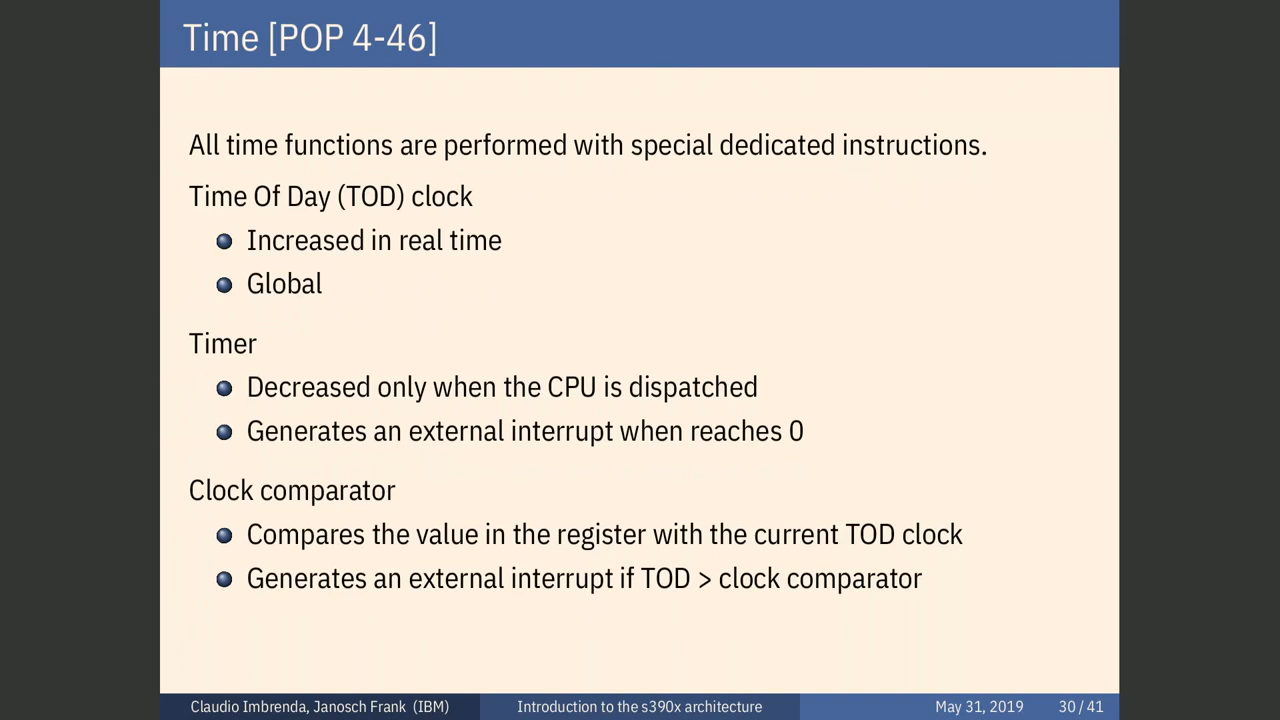 Time [POP 4-46]
All time functions are performed with special dedicated instructions.
Time Of Day (TOD) clock
Increased in real time
Global
Timer
Decreased only when the CPU is dispatched
Generates an external interrupt when reaches 0
Clock comparator
Compares the value in the register with the current TOD clock
Generates an external interrupt if TOD > clock comparator
Claudio Imbrenda, Janosch Frank (IBM) Introduction to the s390x architecture May 31, 2019 30 / 41